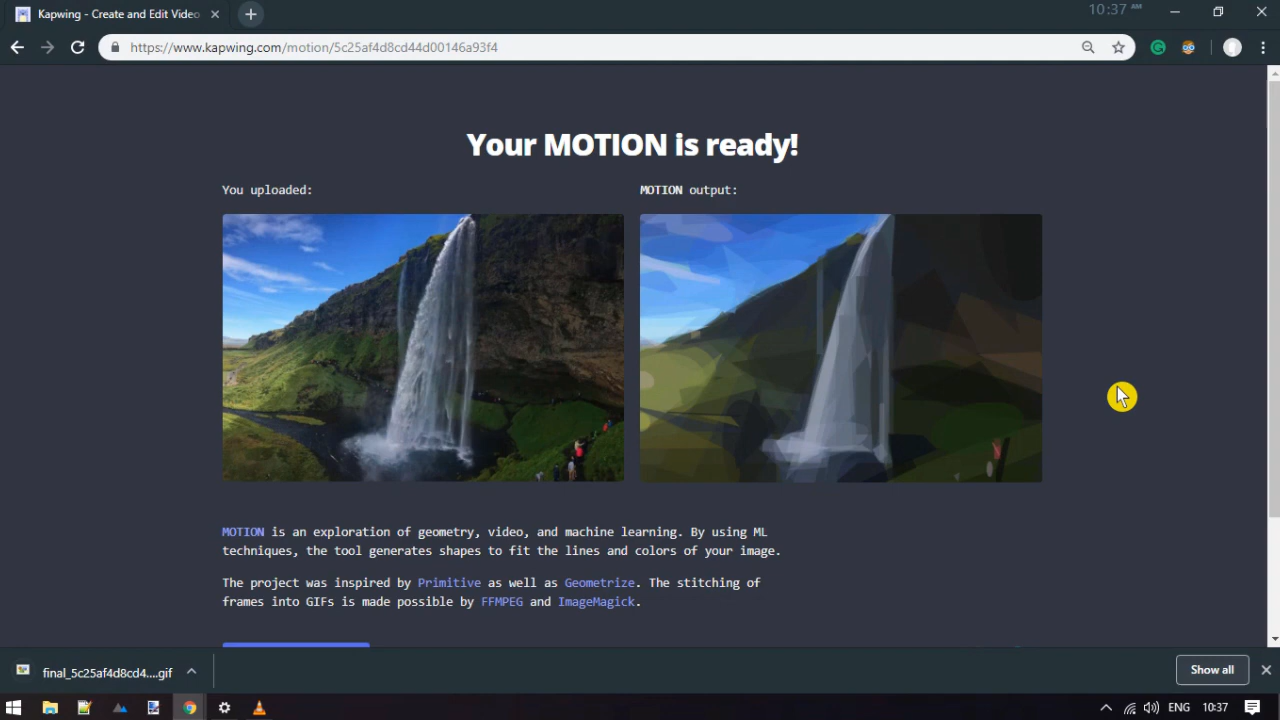 Kapwing - Create and Edit Video
10:37 AM
https://www.kapwing.com/motion/5c25af4d8cd44d00146a93f4
Your MOTION is ready!
You uploaded:
MOTION output:
MOTION is an exploration of geometry, video, and machine learning. By using ML
techniques, the tool generates shapes to fit the lines and colors of your image.
The project was inspired by Primitive as well as Geometrize. The stitching of
frames into GIFs is made possible by FFMPEG and ImageMagick.
final_5c25af4d8cd4....gif
Show all
ENG
10:37